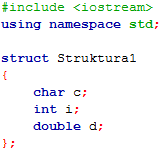 #include <iostream>
using namespace std;
struct Struktura1
{
char c;
int i;
double d;
};